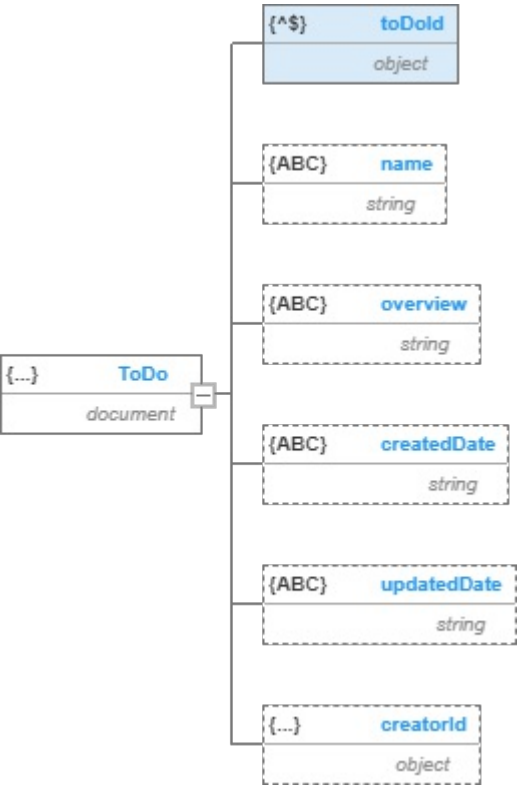 {^$} toDoId
object
{ABC} name
string
{ABC} overview
string
{...} ToDo
document
{ABC} createdDate
string
{ABC} updatedDate
string
{...} creatorId
object